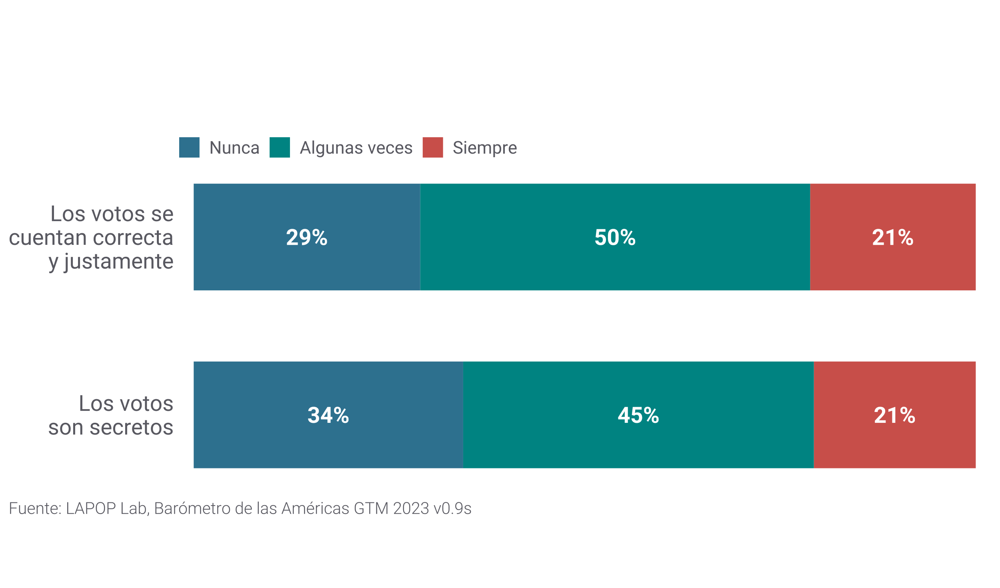 Nunca Algunas veces Siempre
Los votos se
cuentan correcta
y justamente
29% 50% 21%
Los votos
son secretos
34% 45% 21%
Fuente: LAPOP Lab, Barómetro de las Américas GTM 2023 v0.9s